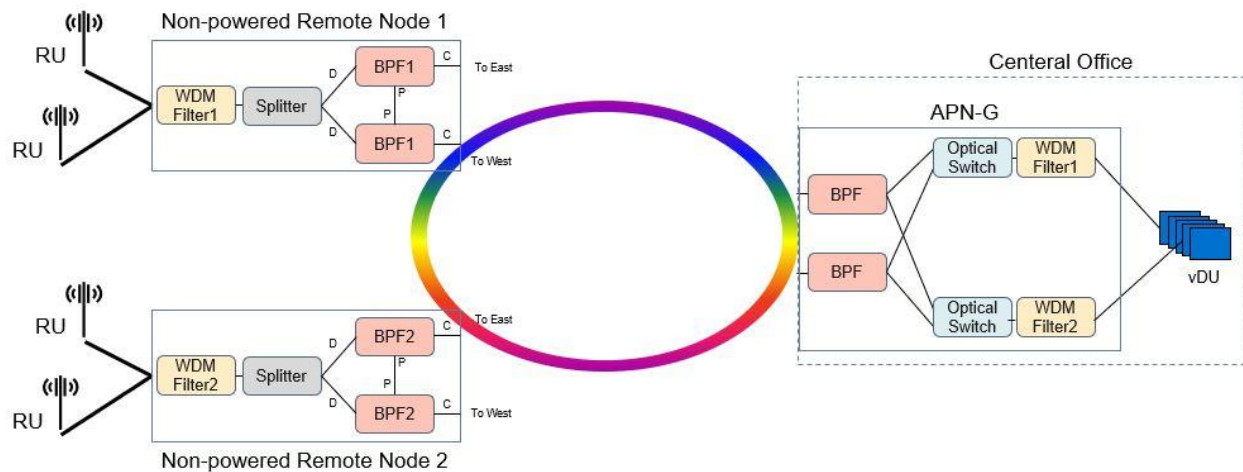 Non-powered Remote Node 1
RU
RU
WDM
Filter1
Splitter
D
D
BPF1
P
P
BPF1
C
C
To East
To West
RU
RU
WDM
Filter2
Splitter
D
D
BPF2
P
P
BPF2
C
C
To East
To West
Non-powered Remote Node 2
Centeral Office
APN-G
BPF
BPF
Optical
Switch
WDM
Filter1
Optical
Switch
WDM
Filter2
vDU